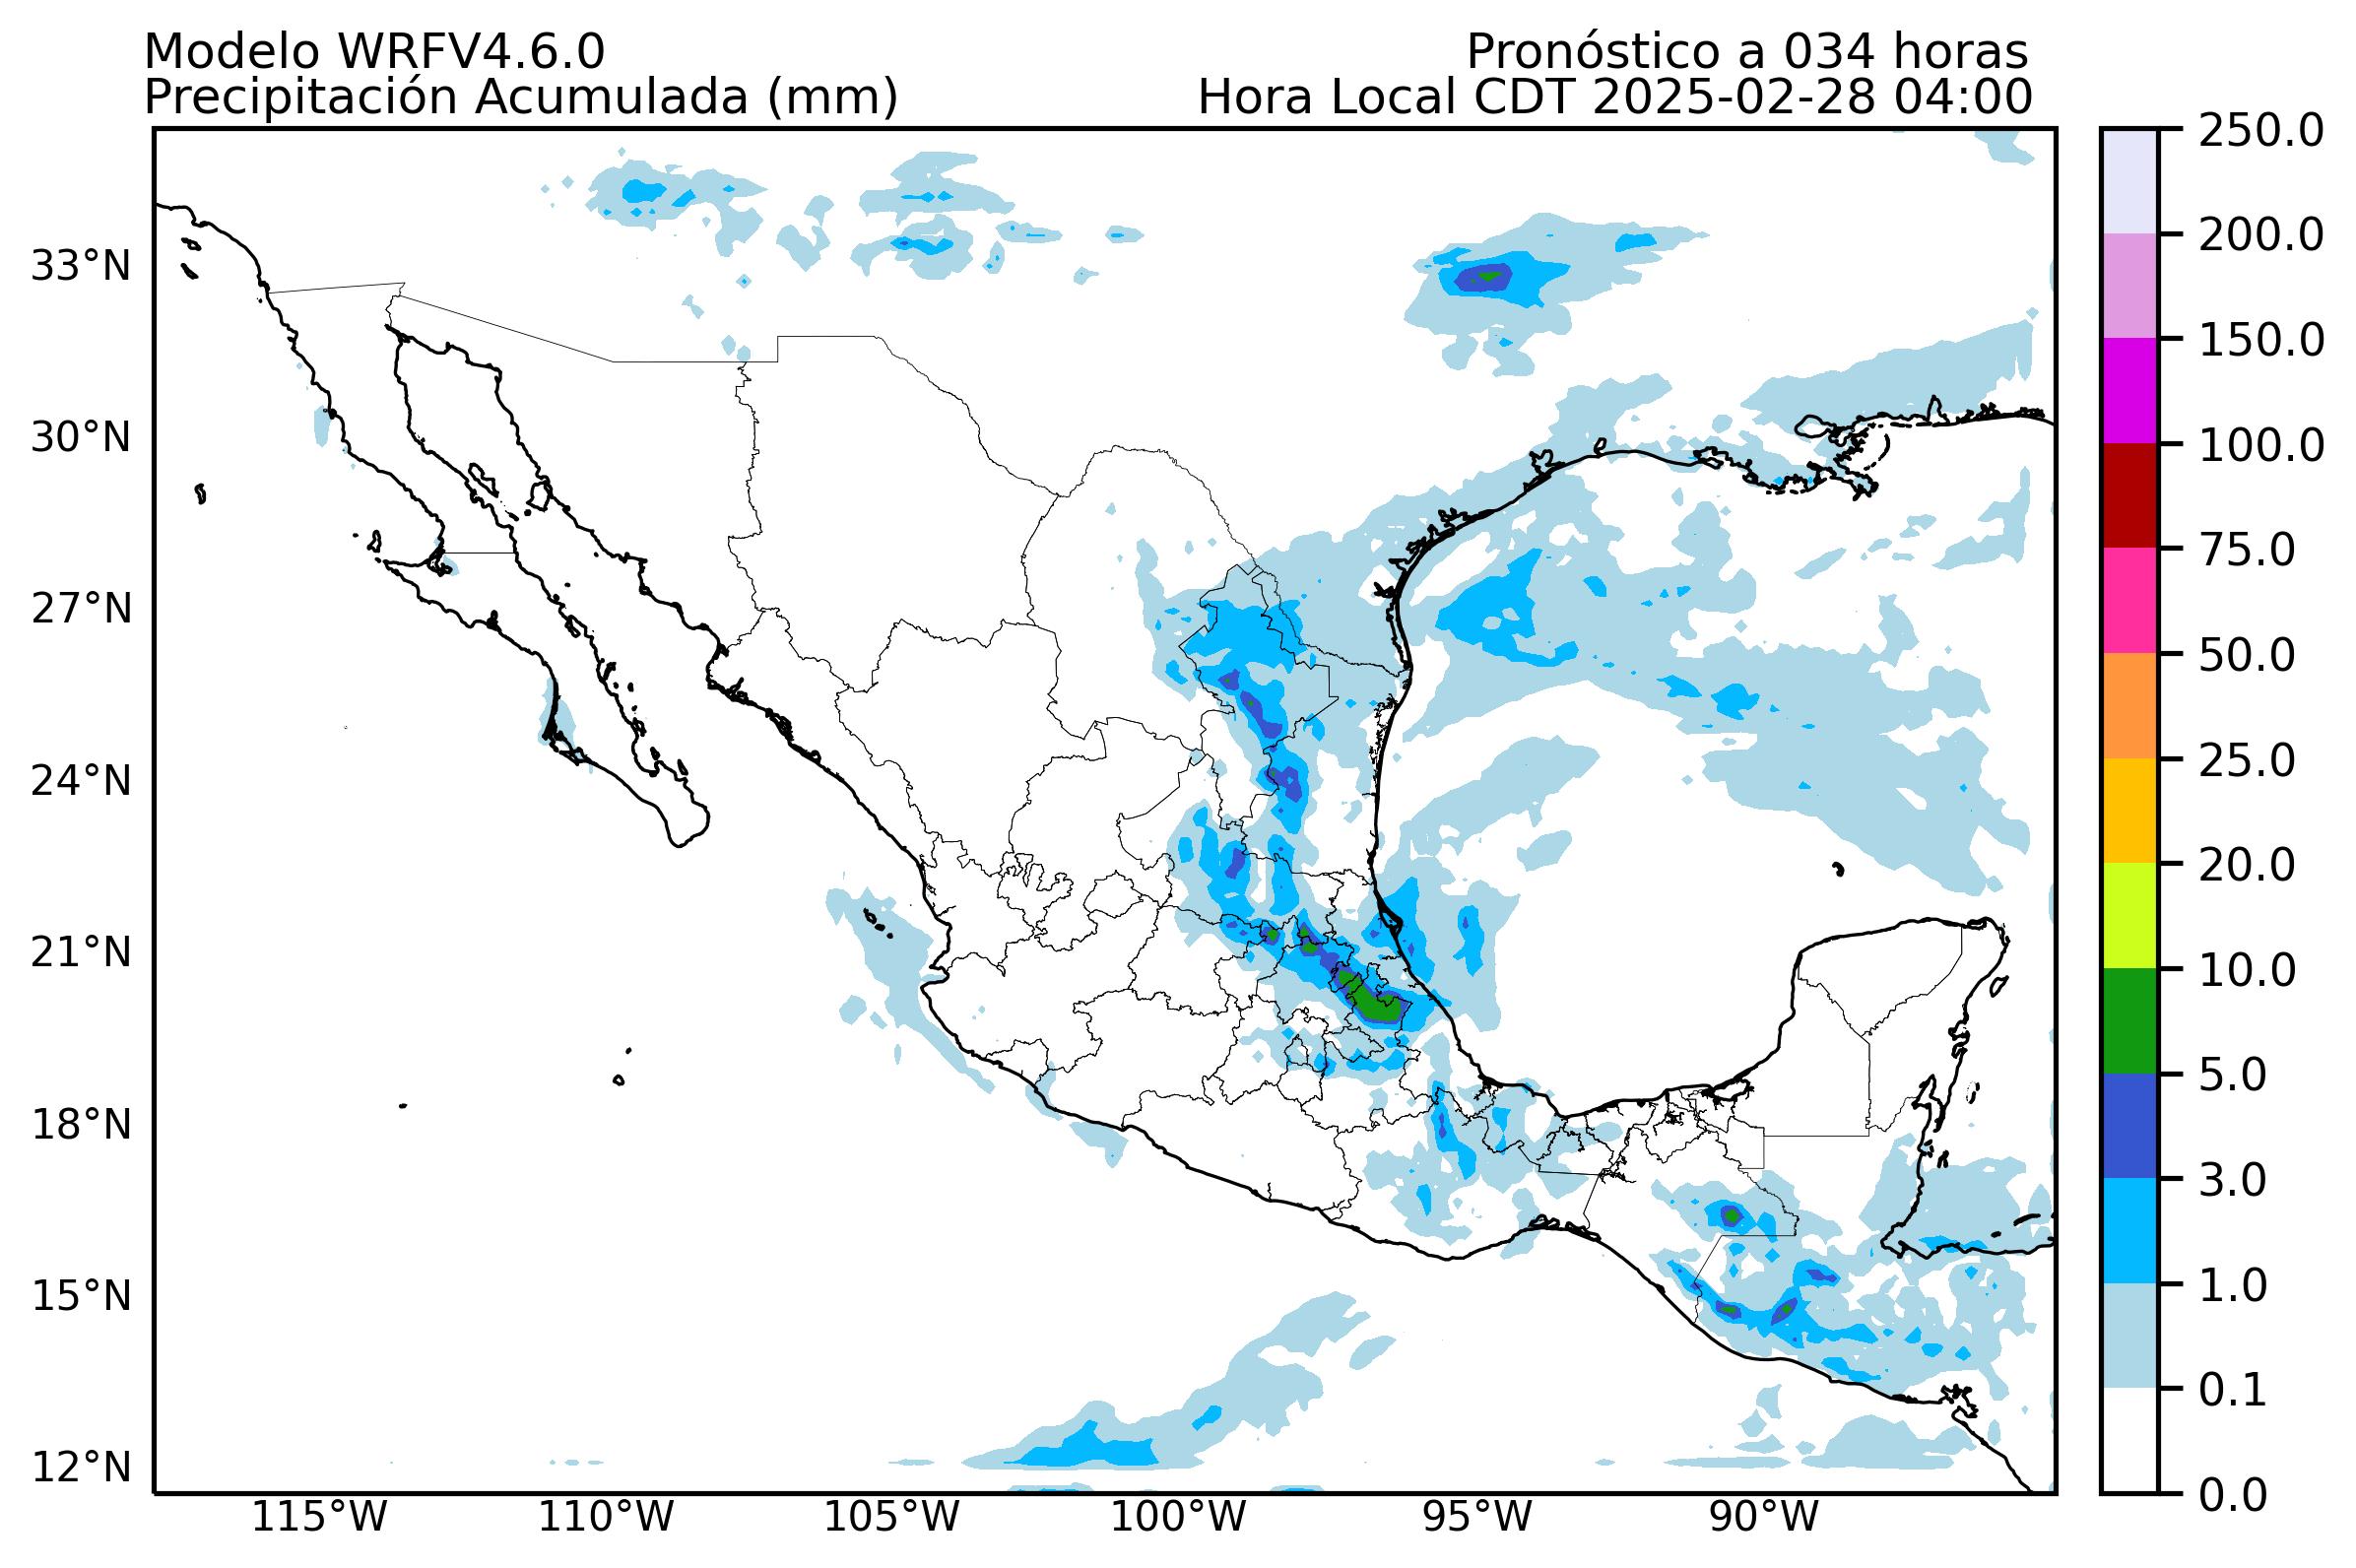 Modelo WRFV4.6.0
Pronóstico a 034 horas
Precipitación Acumulada (mm)
Hora Local CDT 2025-02-28 04:00
33°N
30°N
27°N
24°N
21°N
18°N
15°N
12°N
115°W
110°W
105°W
100°W
95°W
90°W
250.0
200.0
150.0
100.0
75.0
50.0
25.0
20.0
10.0
5.0
3.0
1.0
0.1
0.0